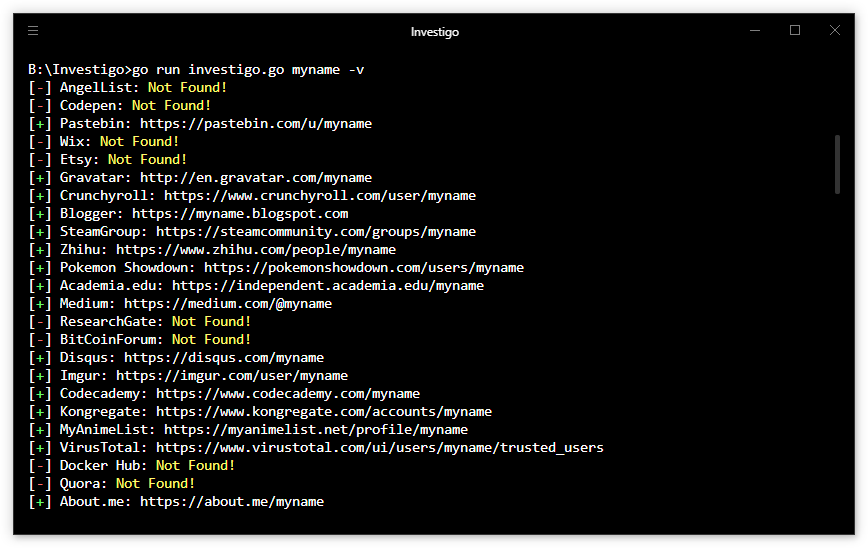 Investigo
B:\Investigo>go run investigo.go myname -v
[-] AngelList: Not Found!
[-] Codepen: Not Found!
[+] Pastebin: https://pastebin.com/u/myname
[-] Wix: Not Found!
[-] Etsy: Not Found!
[+] Gravatar: http://en.gravatar.com/myname
[+] Crunchyroll: https://www.crunchyroll.com/user/myname
[+] Blogger: https://myname.blogspot.com
[+] SteamGroup: https://steamcommunity.com/groups/myname
[+] Zhihu: https://www.zhihu.com/people/myname
[+] Pokemon Showdown: https://pokemonshowdown.com/users/myname
[+] Academia.edu: https://independent.academia.edu/myname
[+] Medium: https://medium.com/@myname
[-] ResearchGate: Not Found!
[-] BitCoinForum: Not Found!
[+] Disqus: https://disqus.com/myname
[+] Imgur: https://imgur.com/user/myname
[+] Codecademy: https://www.codecademy.com/myname
[+] Kongregate: https://www.kongregate.com/accounts/myname
[+] MyAnimeList: https://myanimelist.net/profile/myname
[+] VirusTotal: https://www.virustotal.com/ui/users/myname/trusted_users
[-] Docker Hub: Not Found!
[-] Quora: Not Found!
[+] About.me: https://about.me/myname